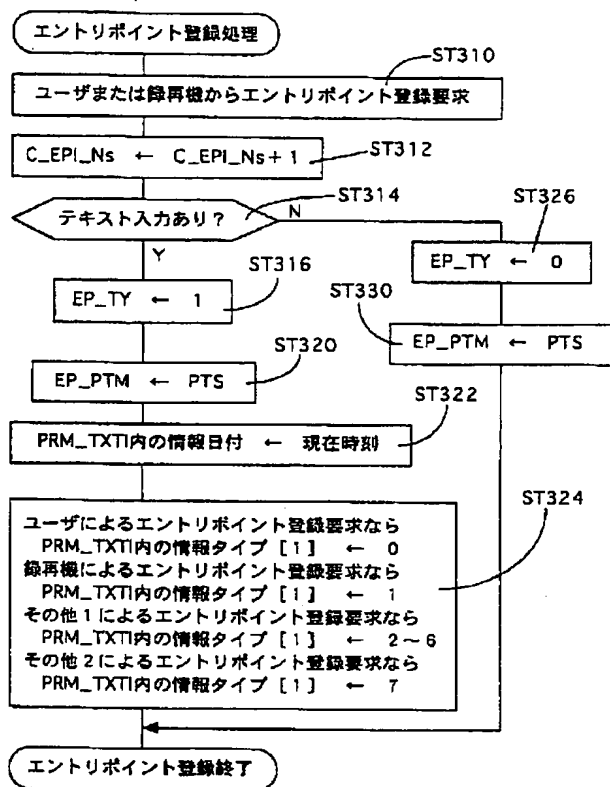 エントリポイント登録処理
ST310
ユーザまたは録再機からエントリポイント登録要求
C_EPI_Ns ← C_EPI_Ns+1
ST312
ST314
テキスト入力あり？
N
Y
ST326
EP_TY ← 0
ST316
EP_TY ← 1
ST330
EP_PTM ← PTS
ST320
EP_PTM ← PTS
ST322
PRM_TXTI内の情報日付 ← 現在時刻
ST324
ユーザによるエントリポイント登録要求なら
PRM_TXTI内の情報タイプ［1］ ← 0
録再機によるエントリポイント登録要求なら
PRM_TXTI内の情報タイプ［1］ ← 1
その他1によるエントリポイント登録要求なら
PRM_TXTI内の情報タイプ［1］ ← 2～6
その他2によるエントリポイント登録要求なら
PRM_TXTI内の情報タイプ［1］ ← 7
エントリポイント登録終了